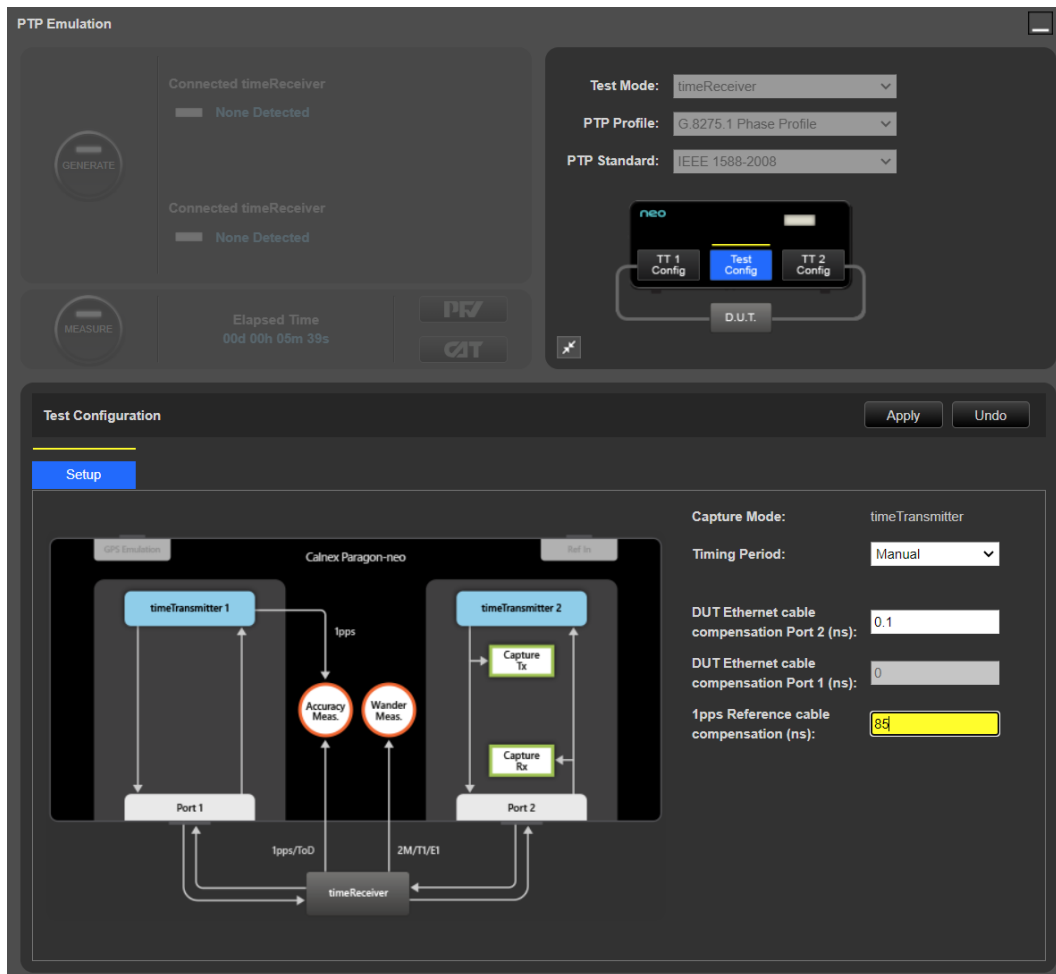 PTP Emulation
Connected timeReceiver
None Detected
GENERATE
Connected timeReceiver
None Detected
MEASURE
Elapsed Time
00d 00h 05m 39s
PFV
CAT
Test Mode:
timeReceiver
PTP Profile:
G.8275.1 Phase Profile
PTP Standard:
IEEE 1588-2008
neo
TT 1
Config
Test
Config
TT 2
Config
D.U.T.
Test Configuration
Apply
Undo
Setup
GPS Emulation
Calnex Paragon-neo
Ref In
timeTransmitter 1
timeTransmitter 2
1pps
Capture
Tx
Accuracy
Meas.
Wander
Meas.
Capture
Rx
Port 1
Port 2
1pps/ToD
2M/T1/E1
timeReceiver
Capture Mode:
timeTransmitter
Timing Period:
Manual
DUT Ethernet cable
compensation Port 2 (ns):
0.1
DUT Ethernet cable
compensation Port 1 (ns):
0
1pps Reference cable
compensation (ns):
85